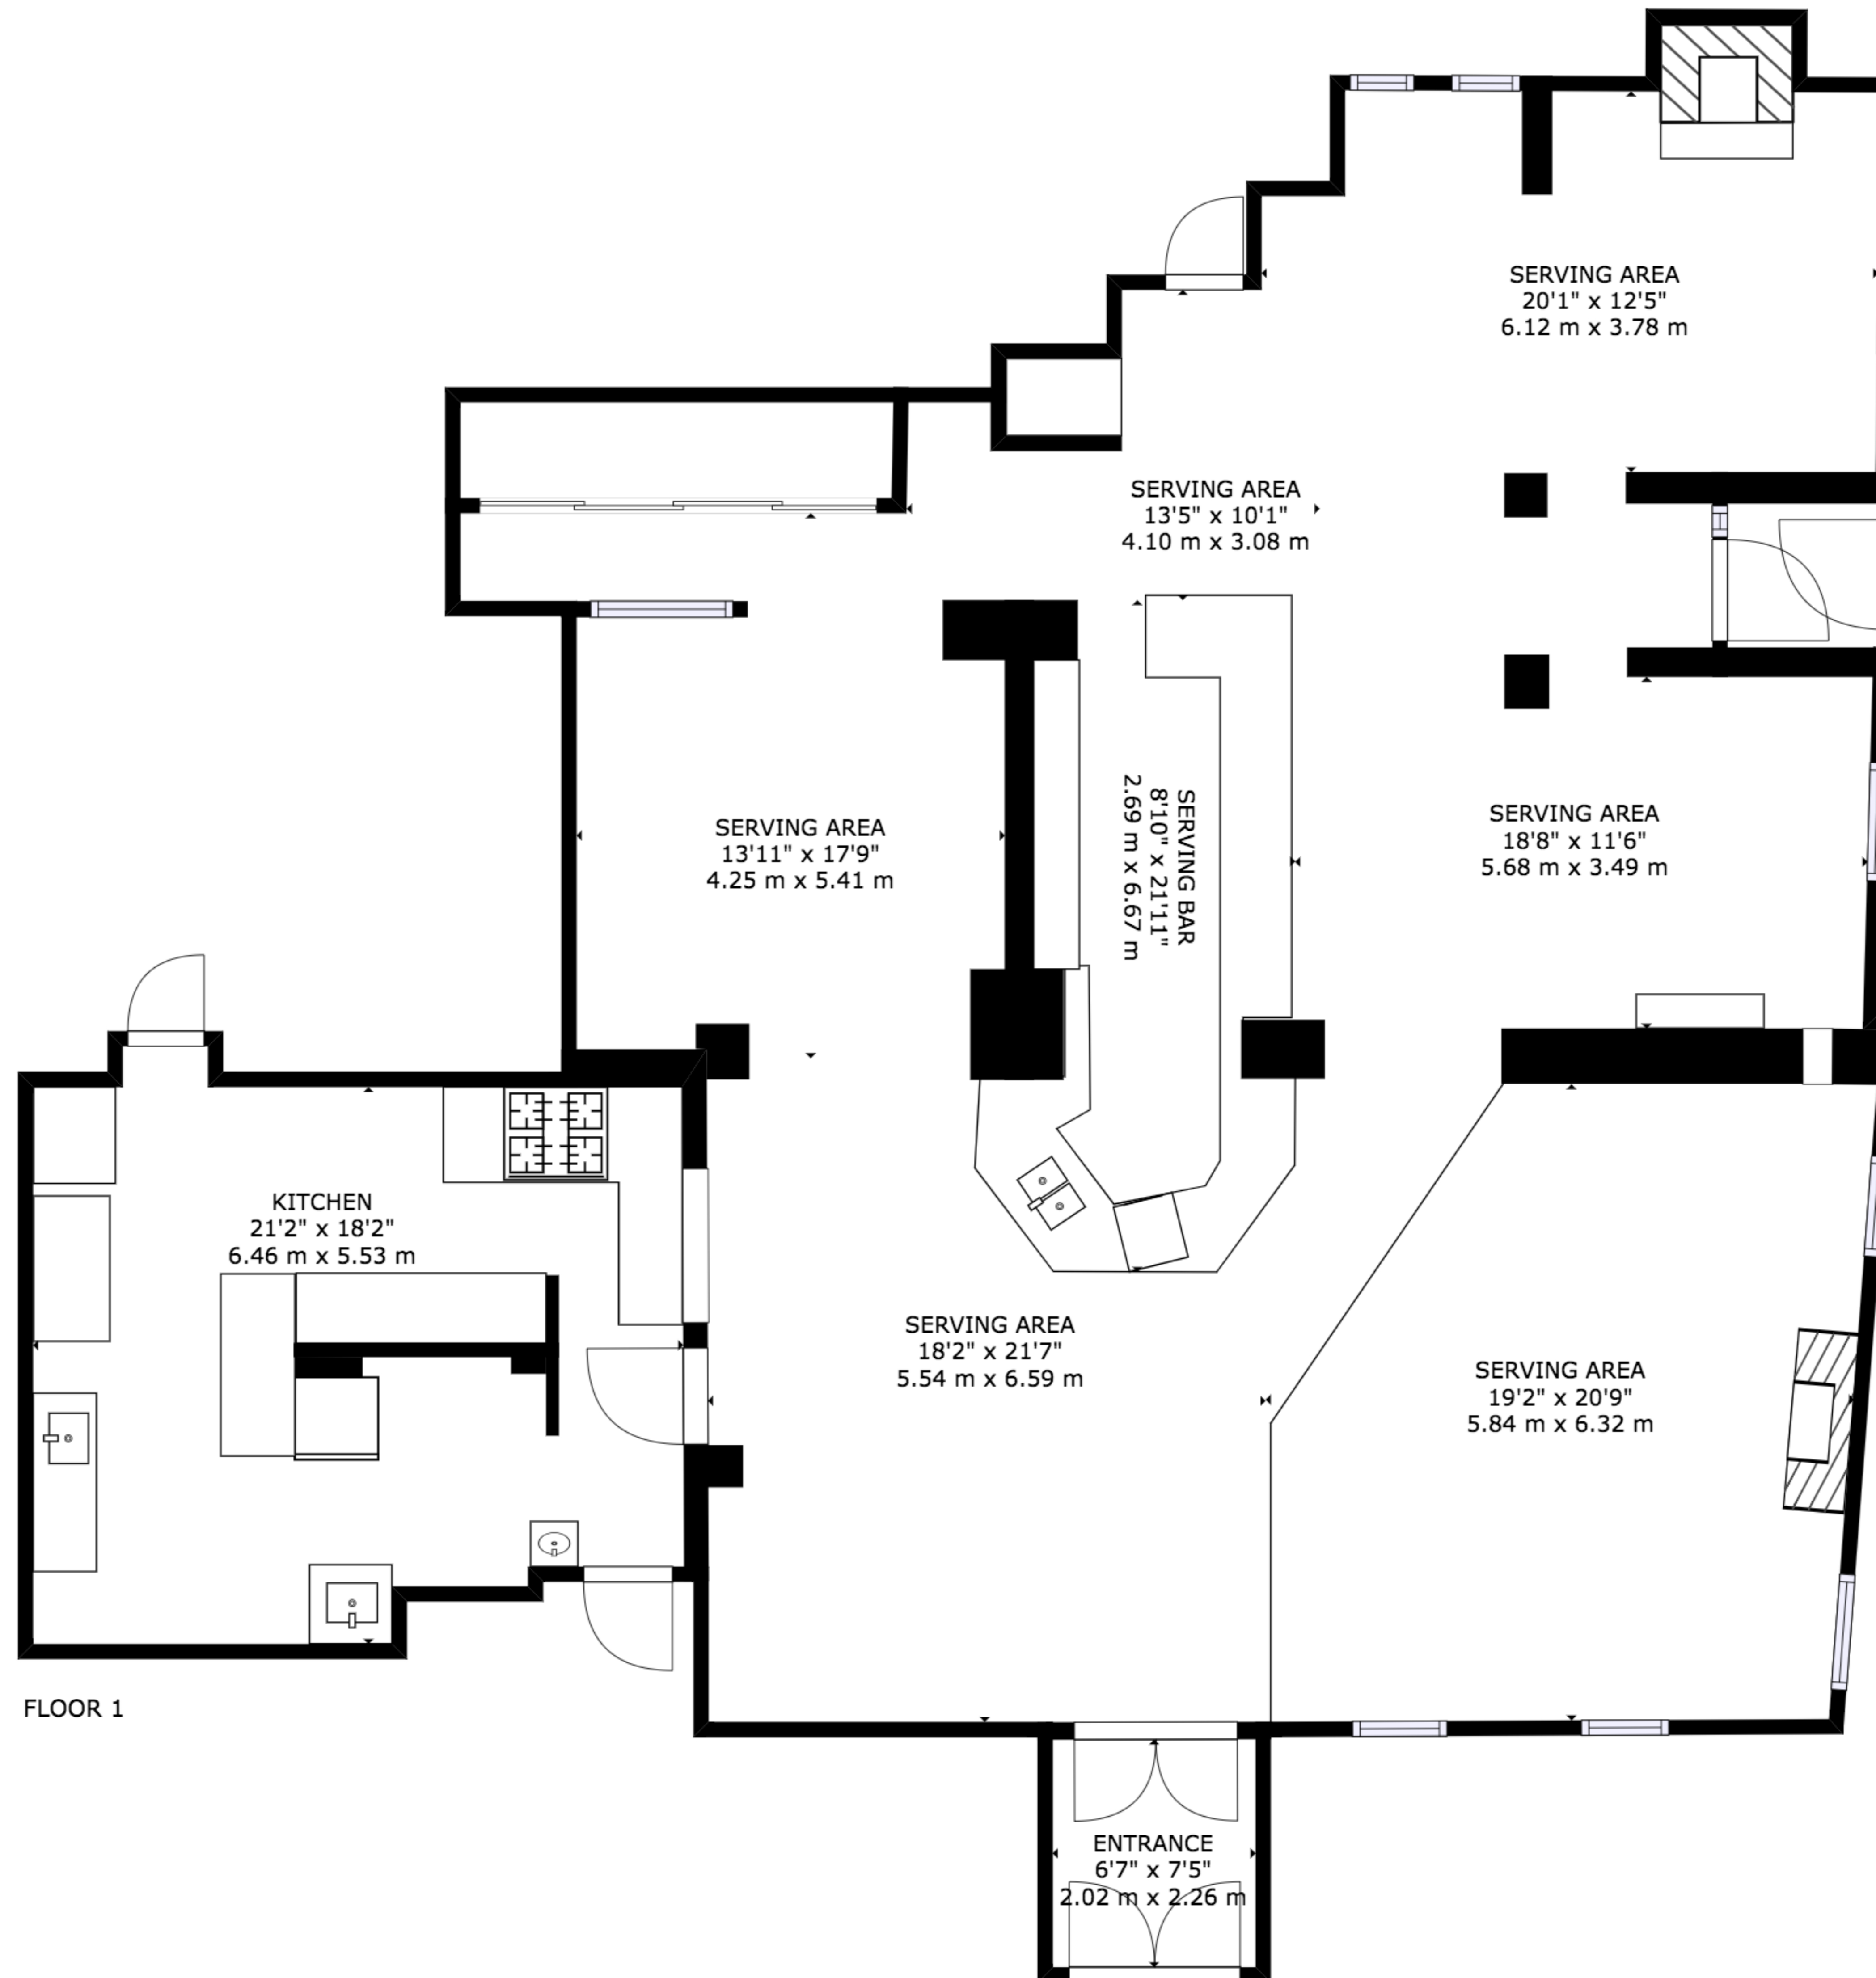 SERVING AREA
20'1" x 12'5"
6.12 m x 3.78 m
SERVING AREA
13'5" x 10'1"
4.10 m x 3.08 m
SERVING AREA
13'11" x 17'9"
4.25 m x 5.41 m
SERVING BAR
8'10" x 21'11"
2.69 m x 6.67 m
SERVING AREA
18'8" x 11'6"
5.68 m x 3.49 m
KITCHEN
21'2" x 18'2"
6.46 m x 5.53 m
SERVING AREA
18'2" x 21'7"
5.54 m x 6.59 m
SERVING AREA
19'2" x 20'9"
5.84 m x 6.32 m
FLOOR 1
ENTRANCE
6'7" x 7'5"
2.02 m x 2.26 m